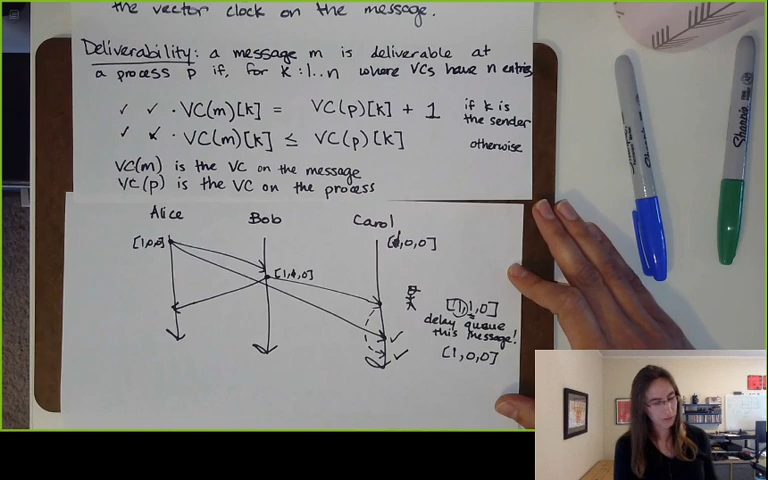 the vector clock on the message.
Deliverability: a message m is deliverable at
a process p if, for k:1..n where VCs have n entries
✓ ✓ · VC(m)[k] = VC(p)[k] + 1 if k is
the sender
✓ ✓ · VC(m)[k] ≤ VC(p)[k] otherwise
VC(m) is the VC on the message
VC(p) is the VC on the process
Alice Bob Carol
[1,0,0]
[1,1,0]
[1,1,0]
delay queue
this message!
[1,0,0]
Sharpie